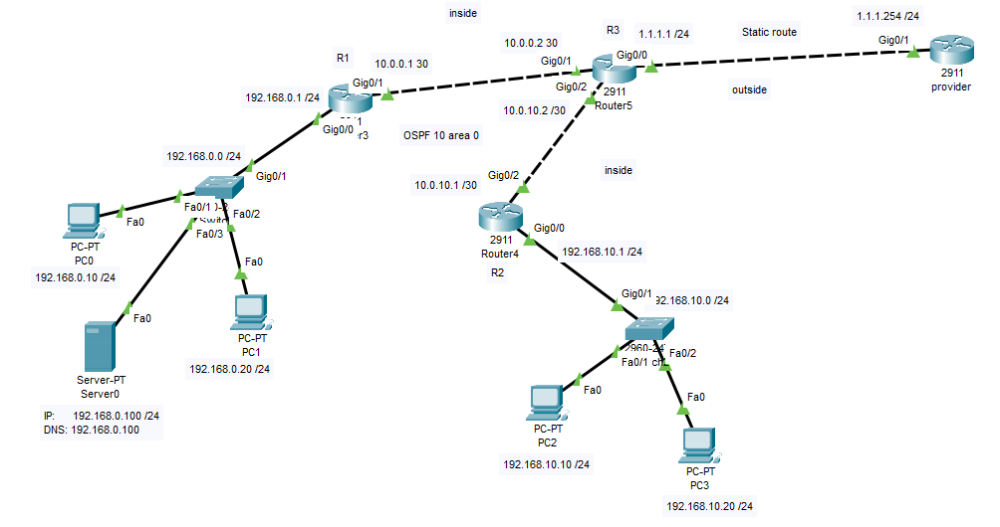 inside
1.1.1.254 /24
R3
1.1.1.1 /24
Static route
10.0.0.2 30
Gig0/1
Gig0/0
2911
provider
R1
10.0.0.1 30
Gig0/1
Gig0/1
Gig0/2
2911
Router5
outside
192.168.0.1 /24
Gig0/0
10.0.10.2 /30
OSPF 10 area 0
192.168.0.0 /24
Gig0/1
inside
Gig0/2
10.0.10.1 /30
Fa0/1
Fa0/2
Fa0/3
Fa0
PC-PT
PC0
192.168.0.10 /24
2911
Router4
R2
Gig0/0
192.168.10.1 /24
Fa0
Fa0
PC-PT
PC1
192.168.0.20 /24
Gig0/1
92.168.10.0 /24
Server-PT
Server0
IP: 192.168.0.100 /24
DNS: 192.168.0.100
Fa0/1
Fa0/2
Fa0
PC-PT
PC2
192.168.10.10 /24
Fa0
PC-PT
PC3
192.168.10.20 /24